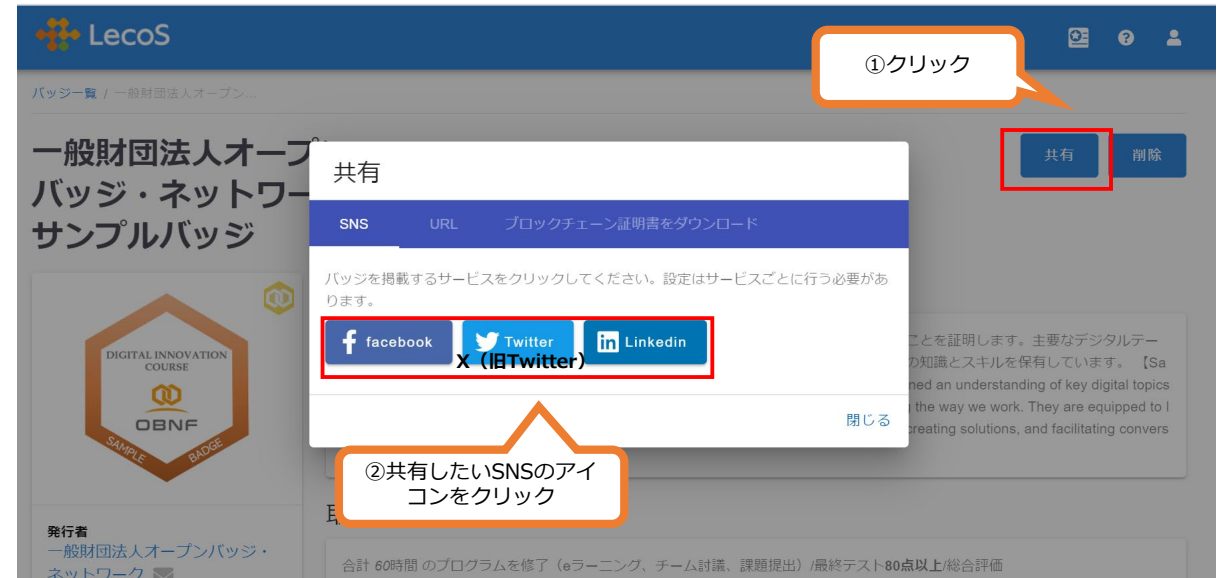 LecoS
①クリック
バッジ一覧 / 一般財団法人オープン...
一般財団法人オープン
バッジ・ネットワー
サンプルバッジ
共有
削除
共有
SNS
URL
ブロックチェーン証明書をダウンロード
バッジを掲載するサービスをクリックしてください。設定はサービスごとに行う必要があ
ります。
facebook
Twitter
Linkedin
X(旧Twitter)
閉じる
②共有したいSNSのアイ
コンをクリック
DIGITAL INNOVATION
COURSE
OBNF
SAMPLE BADGE
ことを証明します。主要なデジタルテー
の知識とスキルを保有しています。 【Sa
ned an understanding of key digital topics
the way we work. They are equipped to l
creating solutions, and facilitating convers
発行者
一般財団法人オープンバッジ・
ネットワーク
合計 60時間 のプログラムを修了(eラーニング、チーム討議、課題提出)/最終テスト80点以上/総合評価